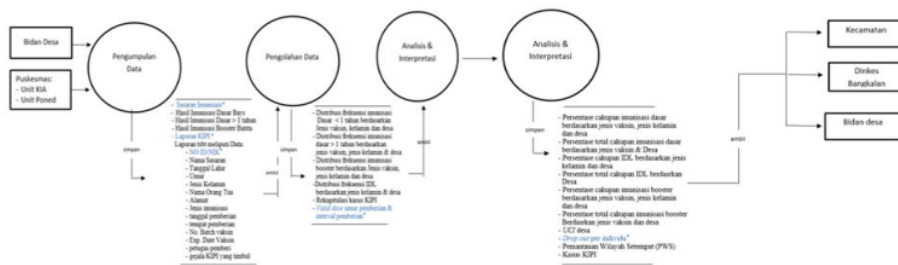 Bidan Desa
Puskesmas:
- Unit KIA
- Unit Poned
Pengumpulan
Data
Pengolahan Data
Analisis &
Interpretasi
Analisis &
Interpretasi
Kecamatan
Dinkes
Bangkalan
Bidan desa
simpan
- Sasaran Imunisasi*
- Hasil Imunisasi Dasar Bayi
- Hasil Imunisasi Dasar > 1 tahun
- Hasil Imunisasi Booster Batita
- Laporan KIPI *
Laporan tsbt meliputi Data:
- NO ID/NIK*
- Nama Sasaran
- Tanggal Lahir
- Umur
- Jenis Kelamin
- Nama Orang Tua
- Alamat
- Jenis imunisasi
- tanggal pemberian
- tempat pemberian
- No. Batch vaksin
- Exp. Date Vaksin
- petugas pemberi
- gejala KIPI yang timbul
ambil
simpan
- Distribusi frekuensi imunisasi
Dasar < 1 tahun berdasarkan
Jenis vaksin, kelamin dan desa
- Distribusi frekuensi imunisasi
dasar > 1 tahun berdasarkan
jenis vaksin, jenis kelamin & desa
- Distribusi frekuensi imunisasi
booster berdasarkan Jenis vaksin,
jenis kelamin dan desa
- Distribusi frekuensi IDL
berdasarkan jenis kelamin & desa
- Rekapitulasi kasus KIPI
- Valid dose umur pemberian &
interval pemberian*
ambil
simpan
- Persentase cakupan imunisasi dasar
berdasarkan jenis vaksin, jenis kelamin
dan desa
- Persentase total cakupan imunisasi dasar
berdasarkan jenis vaksin & Desa
- Persentase cakupan IDL berdasarkan jenis
kelamin dan desa
- Persentase total cakupan IDL berdasarkan
Desa
- Persentase cakupan imunisasi booster
berdasarkan jenis vaksin, jenis kelamin
dan desa
- Persentase total cakupan imunisasi booster
Berdasrkan jenis vaksin dan desa
- UCI desa
- Drop out per individu*
- Pemantauan Wilayah Setempat (PWS)
- Kasus KIPI
ambil